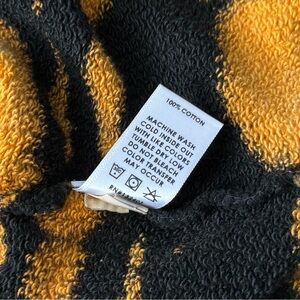 100% COTTON
MACHINE WASH
COLD INSIDE OUT
WITH LIKE COLORS
TUMBLE DRY LOW
DO NOT BLEACH
COLOR TRANSFER
MAY OCCUR